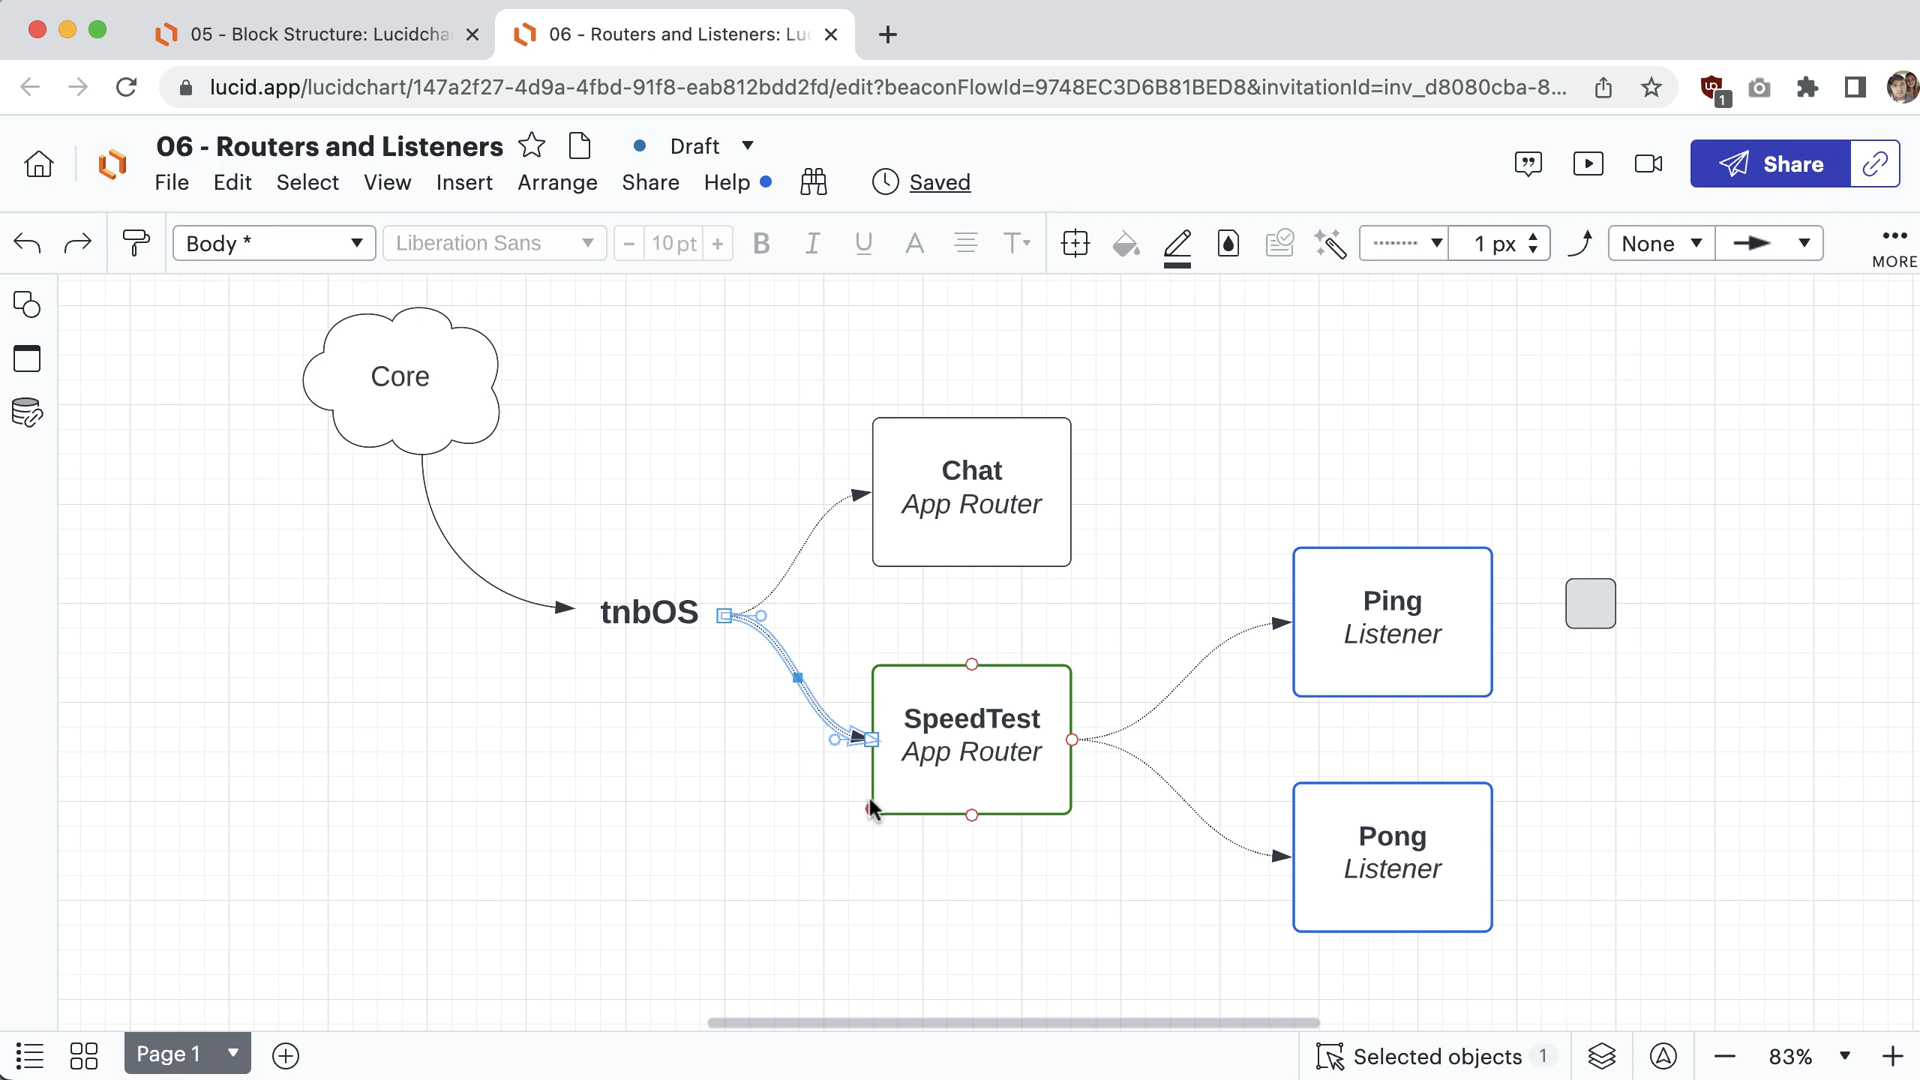 05 - Block Structure: Lucidcha
06 - Routers and Listeners: Luc
lucid.app/lucidchart/147a2f27-4d9a-4fbd-91f8-eab812bdd2fd/edit?beaconFlowId=9748EC3D6B81BED8&invitationId=inv_d8080cba-8...
1
06 - Routers and Listeners
Draft
File Edit Select View Insert Arrange Share Help
Saved
Share
Body *
Liberation Sans
- 10 pt +
B I U A T
1 px
None
MORE
Core
Chat
App Router
tnbOS
Ping
Listener
SpeedTest
App Router
Pong
Listener
Page 1
Selected objects 1
83%